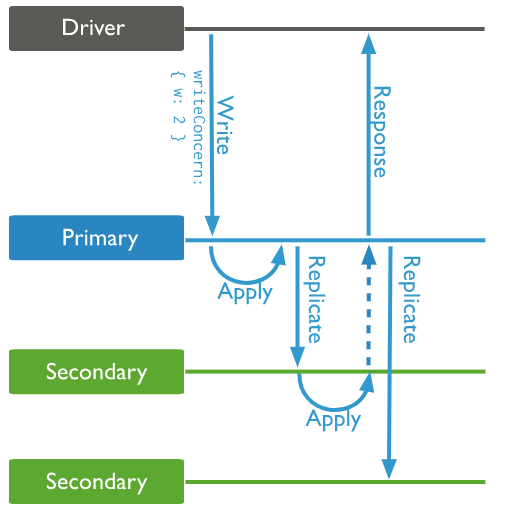 Driver
Write
writeConcern:
{ w: 2 }
Response
Primary
Apply
Replicate
Replicate
Secondary
Apply
Secondary